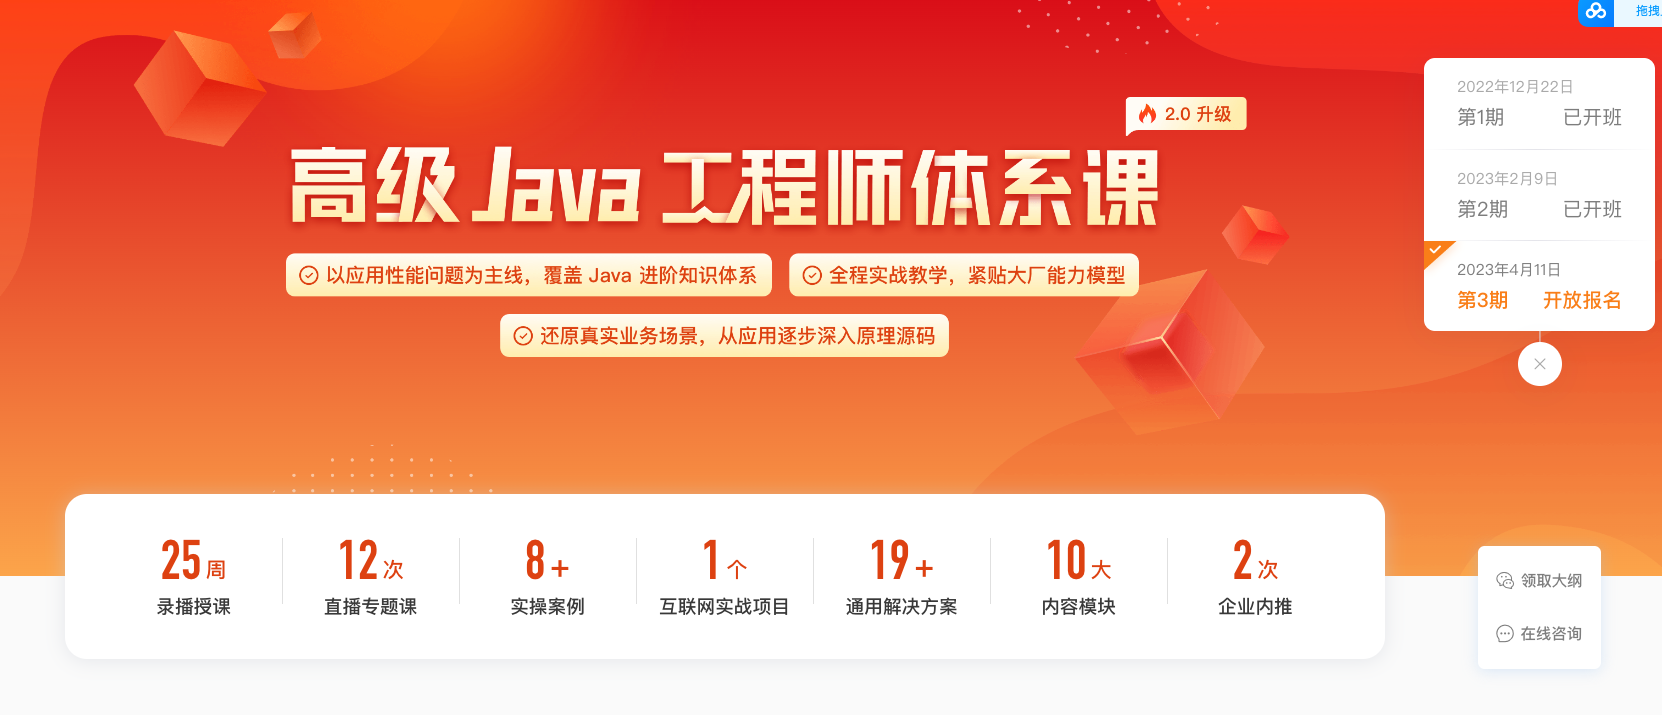 拖拽
2.0 升级
高级 Java 工程师体系课
以应用性能问题为主线，覆盖 Java 进阶知识体系
全程实战教学，紧贴大厂能力模型
还原真实业务场景，从应用逐步深入原理源码
2022年12月22日
第1期 已开班
2023年2月9日
第2期 已开班
2023年4月11日
第3期 开放报名
25 周
录播授课
12 次
直播专题课
8 +
实操案例
1 个
互联网实战项目
19 +
通用解决方案
10 大
内容模块
2 次
企业内推
领取大纲
在线咨询